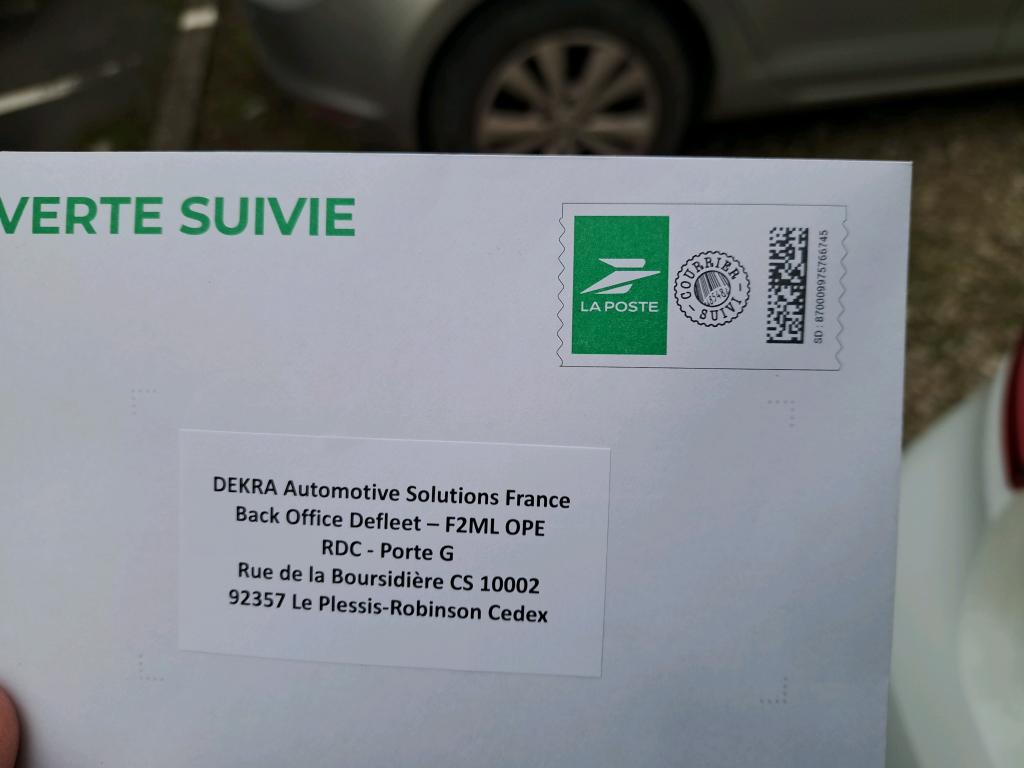 VERTE SUIVIE
LA POSTE
COURRIER
SUIVI
SD : 870009975766745
DEKRA Automotive Solutions France
Back Office Defleet – F2ML OPE
RDC - Porte G
Rue de la Boursidière CS 10002
92357 Le Plessis-Robinson Cedex